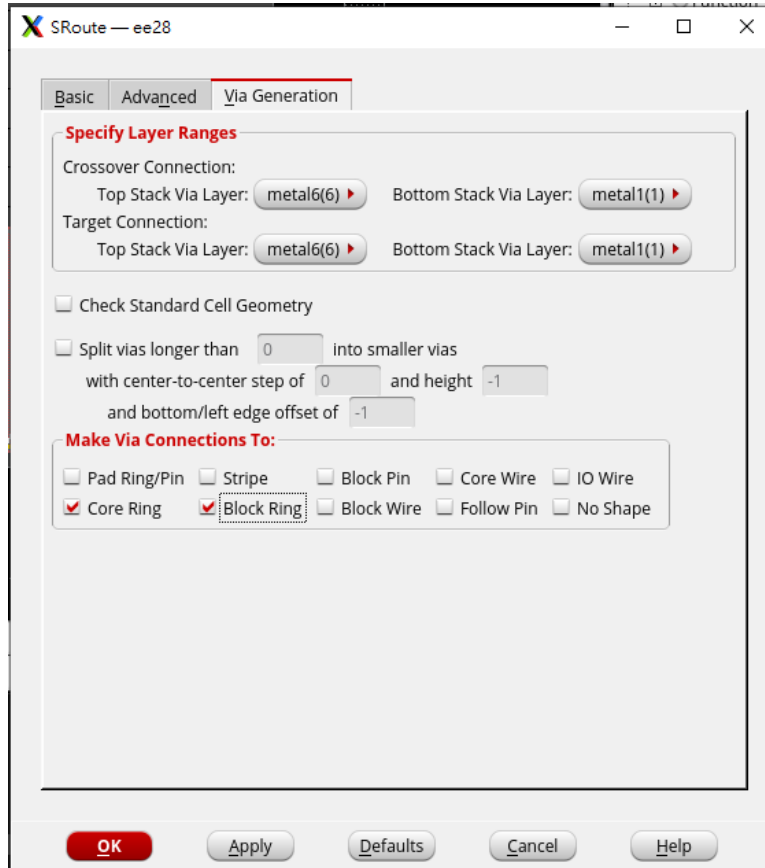 SRoute — ee28
Basic Advanced Via Generation
Specify Layer Ranges
Crossover Connection:
Top Stack Via Layer: metal6(6) Bottom Stack Via Layer: metal1(1)
Target Connection:
Top Stack Via Layer: metal6(6) Bottom Stack Via Layer: metal1(1)
Check Standard Cell Geometry
Split vias longer than 0 into smaller vias
with center-to-center step of 0 and height -1
and bottom/left edge offset of -1
Make Via Connections To:
Pad Ring/Pin Stripe Block Pin Core Wire IO Wire
Core Ring Block Ring Block Wire Follow Pin No Shape
OK Apply Defaults Cancel Help